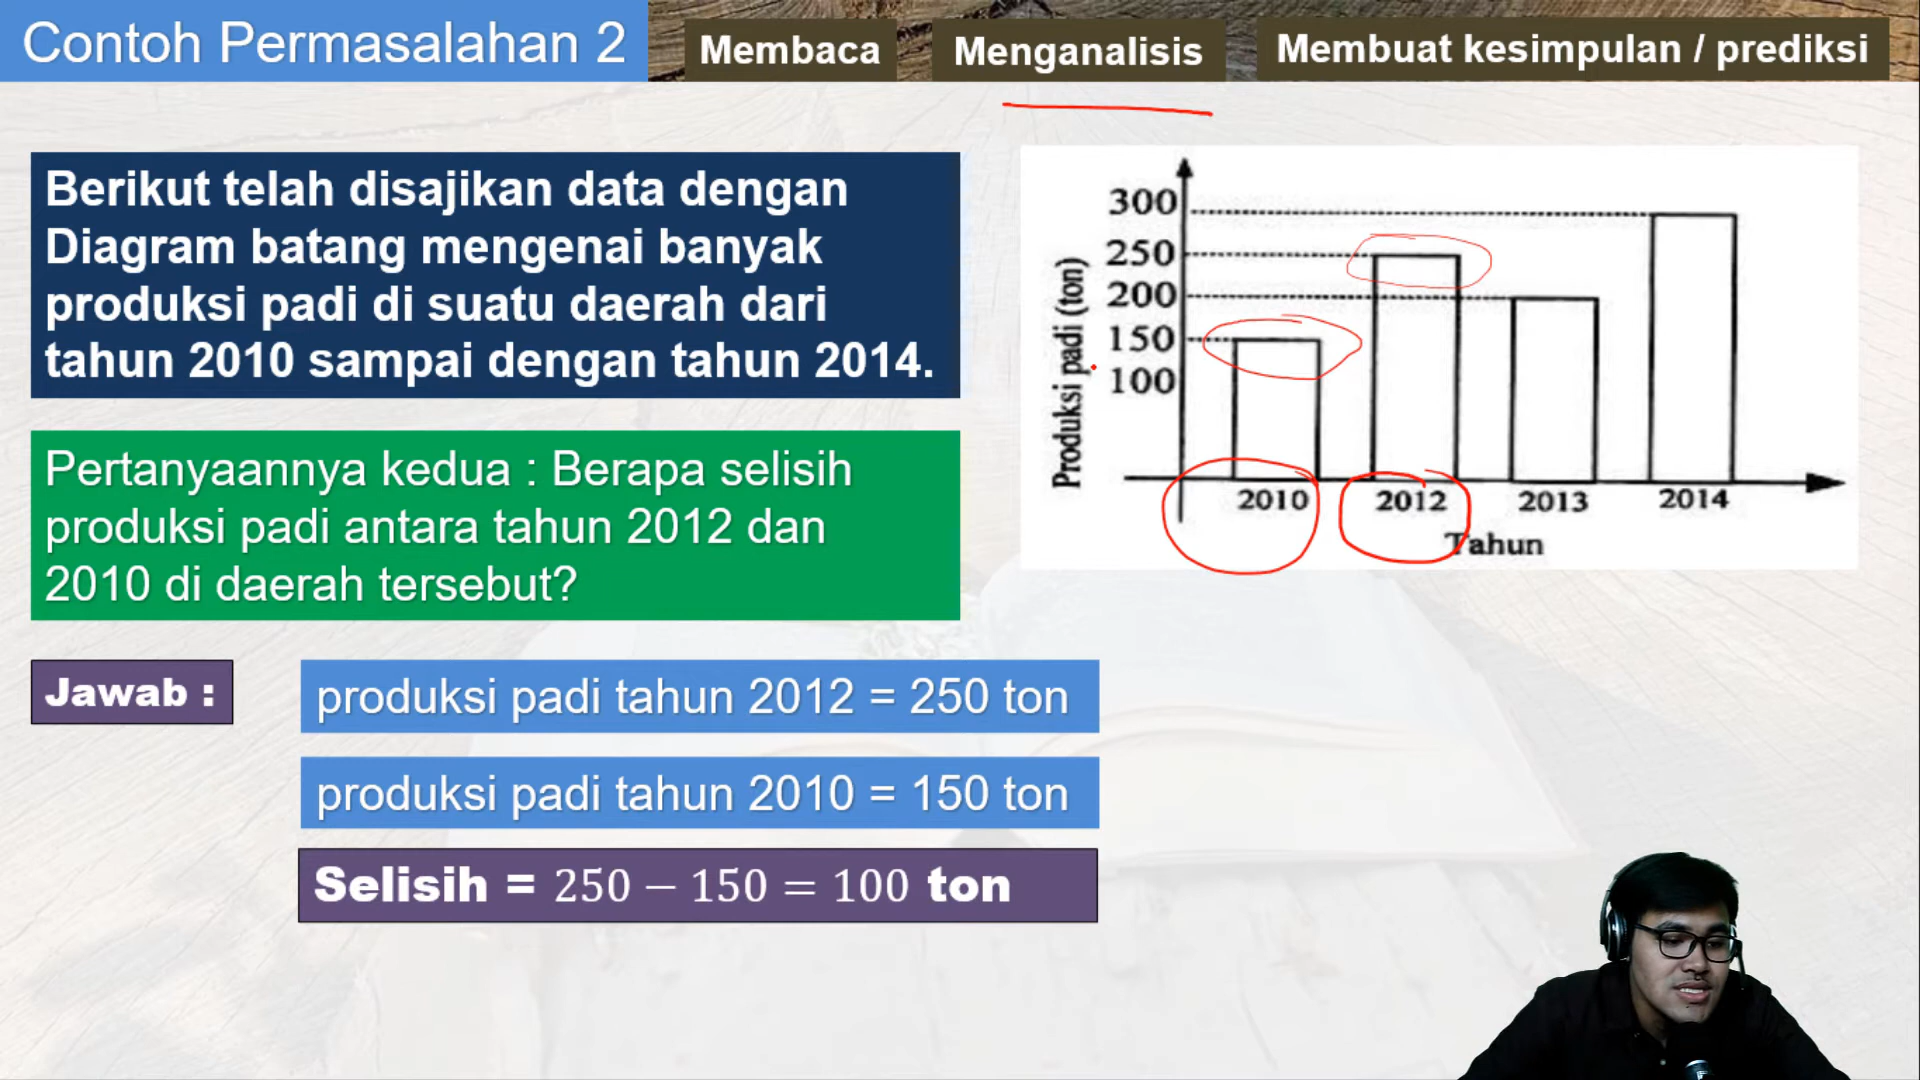 Contoh Permasalahan 2
Membaca
Menganalisis
Membuat kesimpulan / prediksi
Berikut telah disajikan data dengan
Diagram batang mengenai banyak
produksi padi di suatu daerah dari
tahun 2010 sampai dengan tahun 2014.
Pertanyaannya kedua : Berapa selisih
produksi padi antara tahun 2012 dan
2010 di daerah tersebut?
Produksi padi (ton)
300
250
200
150
100
2010 2012 2013 2014
Tahun
Jawab :
produksi padi tahun 2012 = 250 ton
produksi padi tahun 2010 = 150 ton
Selisih = 250 − 150 = 100 ton